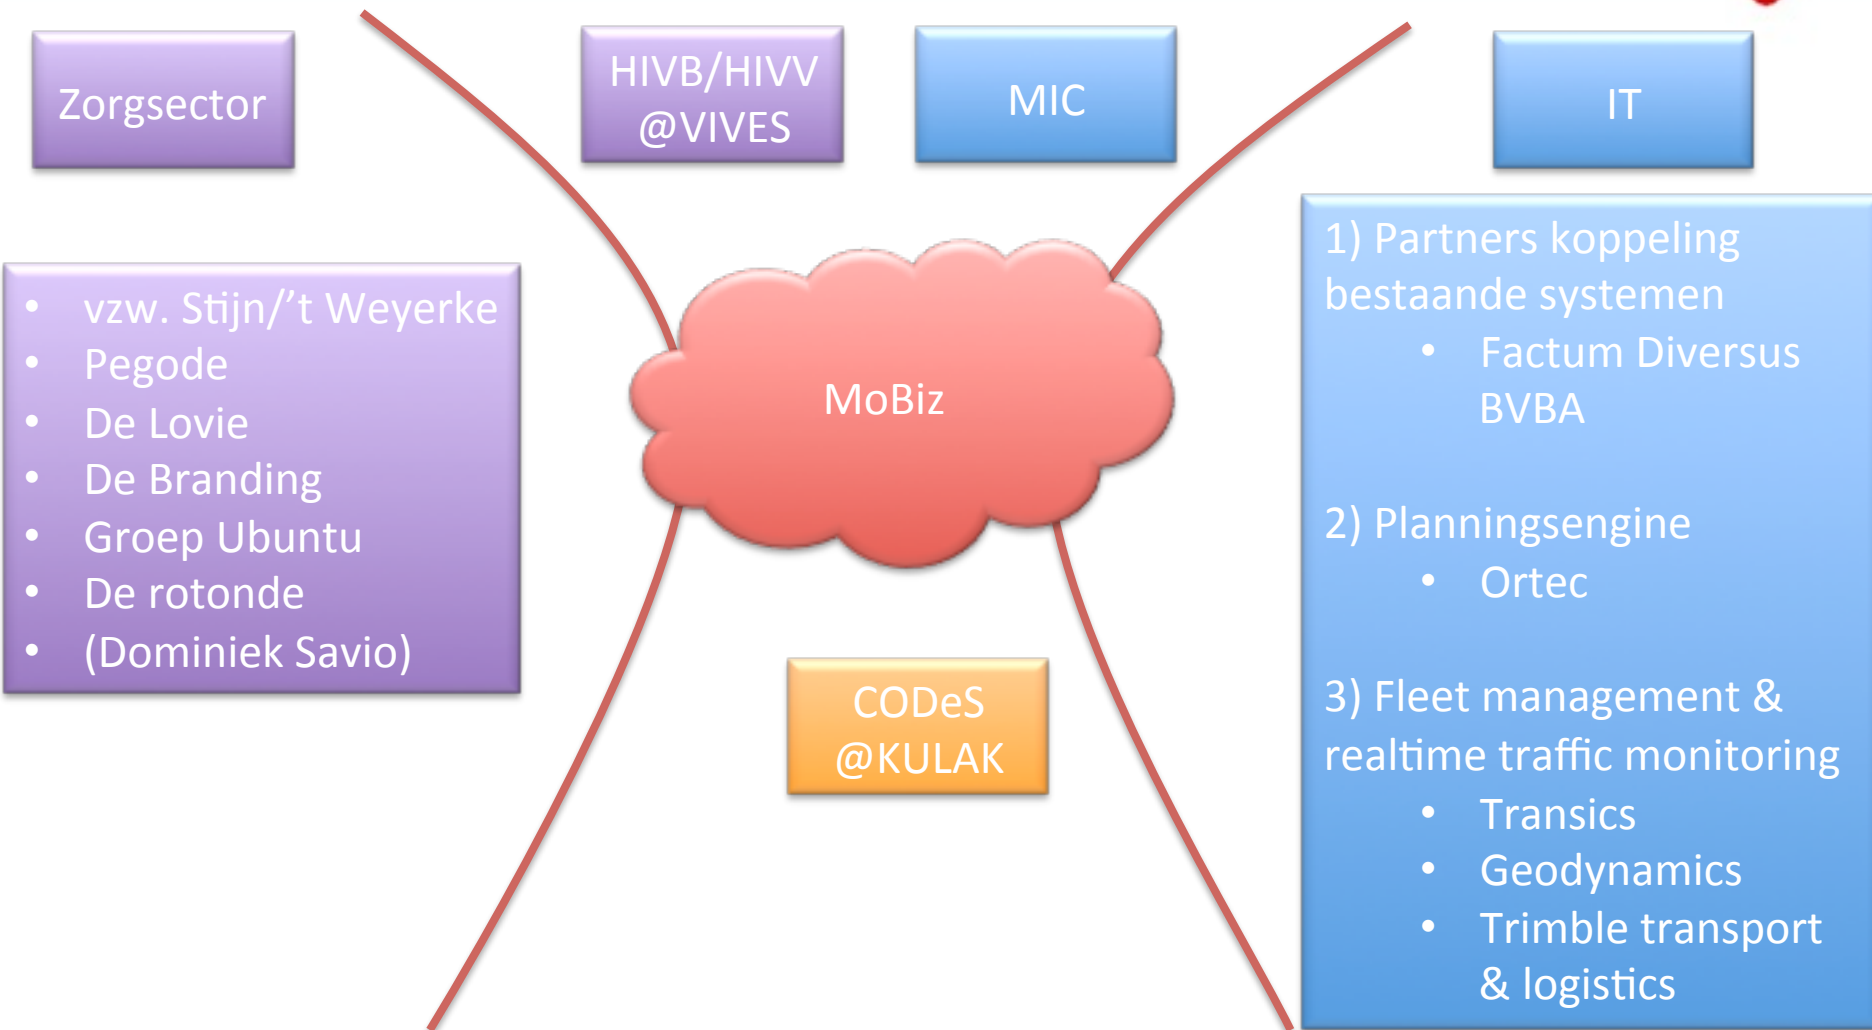 Zorgsector
HIVB/HIVV
@VIVES
MIC
IT
• vzw. Stijn/’t Weyerke
• Pegode
• De Lovie
• De Branding
• Groep Ubuntu
• De rotonde
• (Dominiek Savio)
MoBiz
CODeS
@KULAK
1) Partners koppeling
bestaande systemen
• Factum Diversus
BVBA
2) Planningsengine
• Ortec
3) Fleet management &
realtime traffic monitoring
• Transics
• Geodynamics
• Trimble transport
& logistics